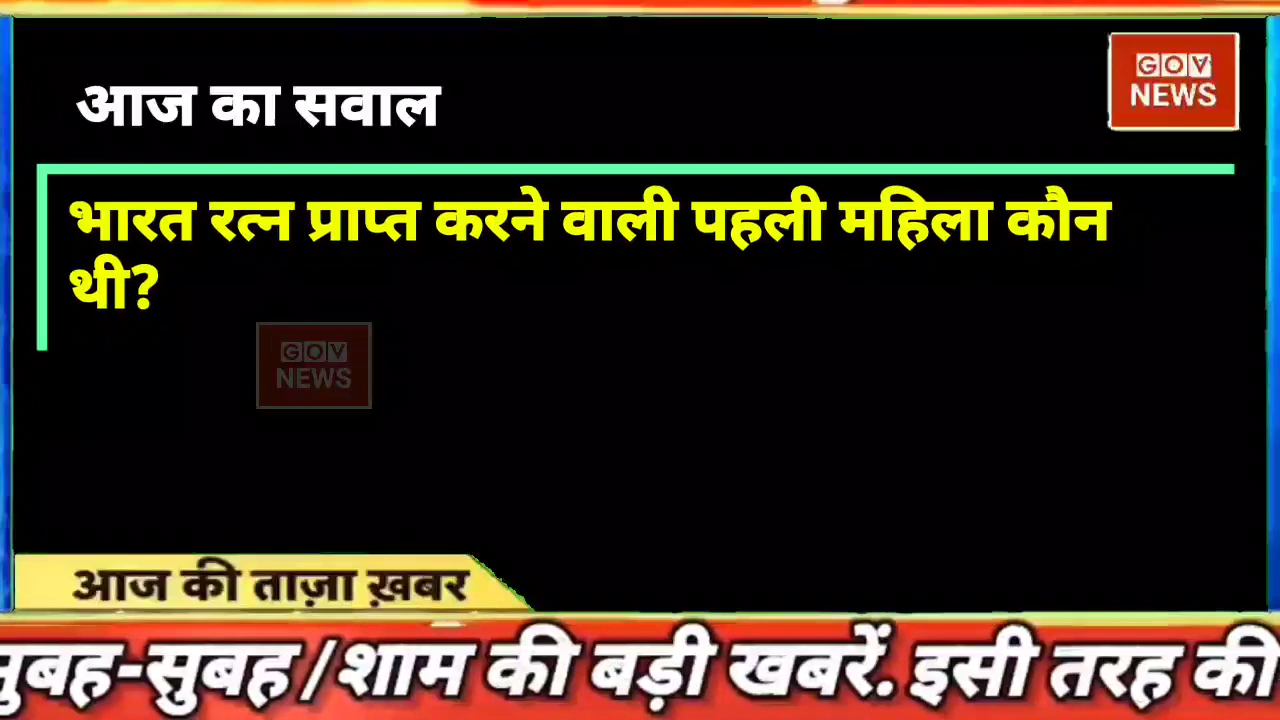 GOV
NEWS
आज का सवाल
भारत रत्न प्राप्त करने वाली पहली महिला कौन
थी?
GOV
NEWS
आज की ताज़ा ख़बर
सुबह-सुबह/शाम की बड़ी खबरें. इसी तरह की